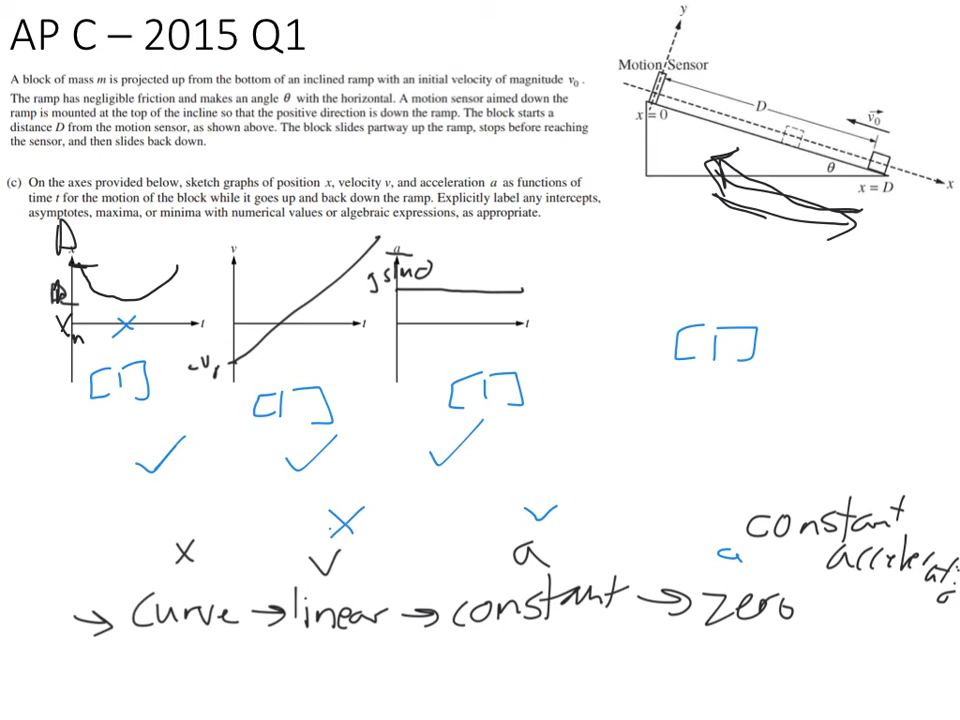 AP C – 2015 Q1
A block of mass m is projected up from the bottom of an inclined ramp with an initial velocity of magnitude v₀ .
The ramp has negligible friction and makes an angle θ with the horizontal. A motion sensor aimed down the
ramp is mounted at the top of the incline so that the positive direction is down the ramp. The block starts a
distance D from the motion sensor, as shown above. The block slides partway up the ramp, stops before reaching
the sensor, and then slides back down.
y
Motion Sensor
D
v₀
x = 0
θ
x = D
x
(c) On the axes provided below, sketch graphs of position x, velocity v, and acceleration a as functions of
time t for the motion of the block while it goes up and back down the ramp. Explicitly label any intercepts,
asymptotes, maxima, or minima with numerical values or algebraic expressions, as appropriate.
D
t
v
t
a
g sinθ
t
[1]
[1]
[1]
[1]
x
v
a
x
v
a
constant
→ curve → linear → constant → zero